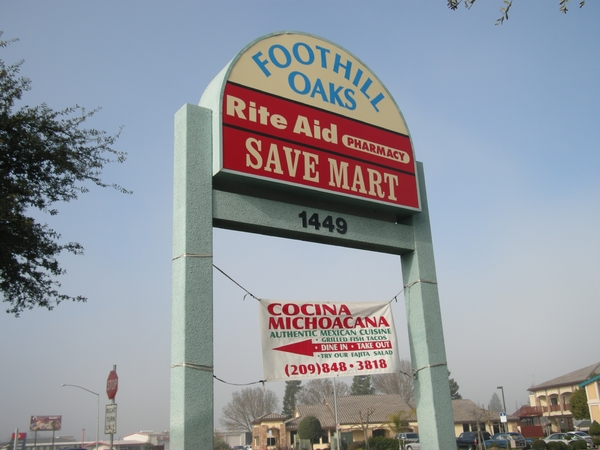 FOOTHILL
OAKS
Rite Aid PHARMACY
SAVE MART
1449
COCINA
MICHOACANA
AUTHENTIC MEXICAN CUISINE
• GRILLED FISH TACOS
• DINE IN • TAKE OUT
• TRY OUR FAJITA SALAD
(209)848 • 3818